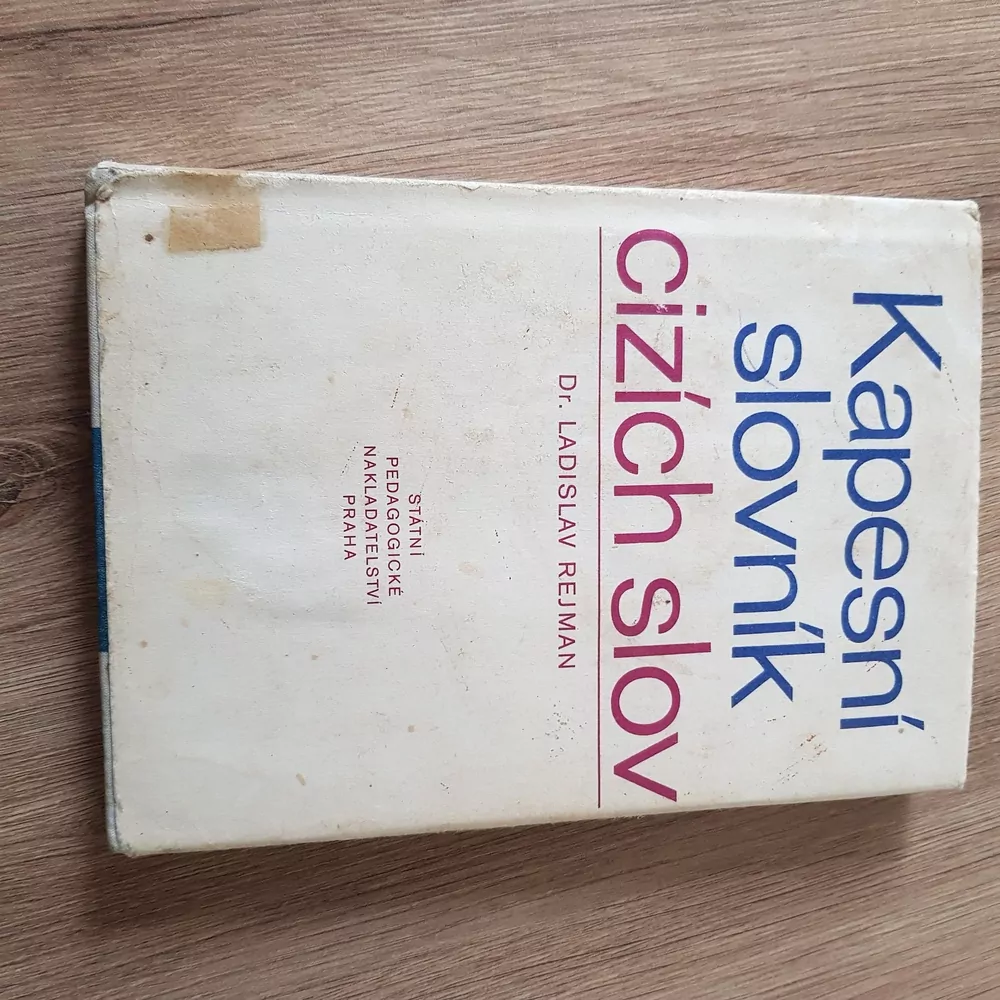 Kapesní
slovník
cizích slov
Dr. LADISLAV REJMAN
STÁTNÍ
PEDAGOGICKÉ
NAKLADATELSTVÍ
PRAHA